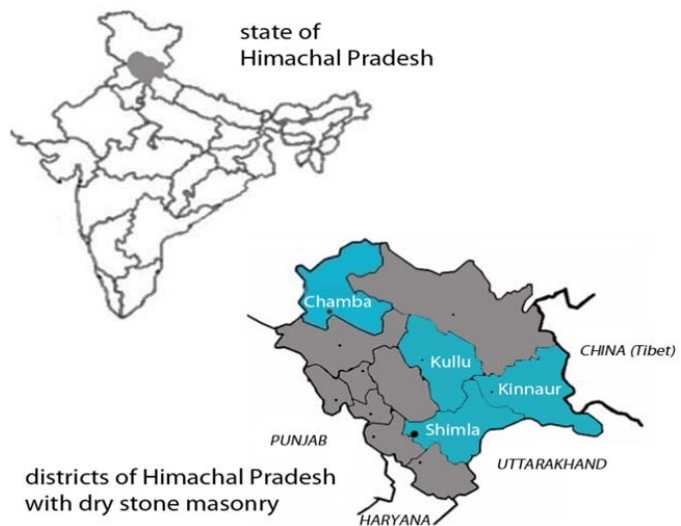 state of
Himachal Pradesh
Chamba
CHINA (Tibet)
Kullu
Kinnaur
Shimla
PUNJAB
UTTARAKHAND
districts of Himachal Pradesh
with dry stone masonry
HARYANA